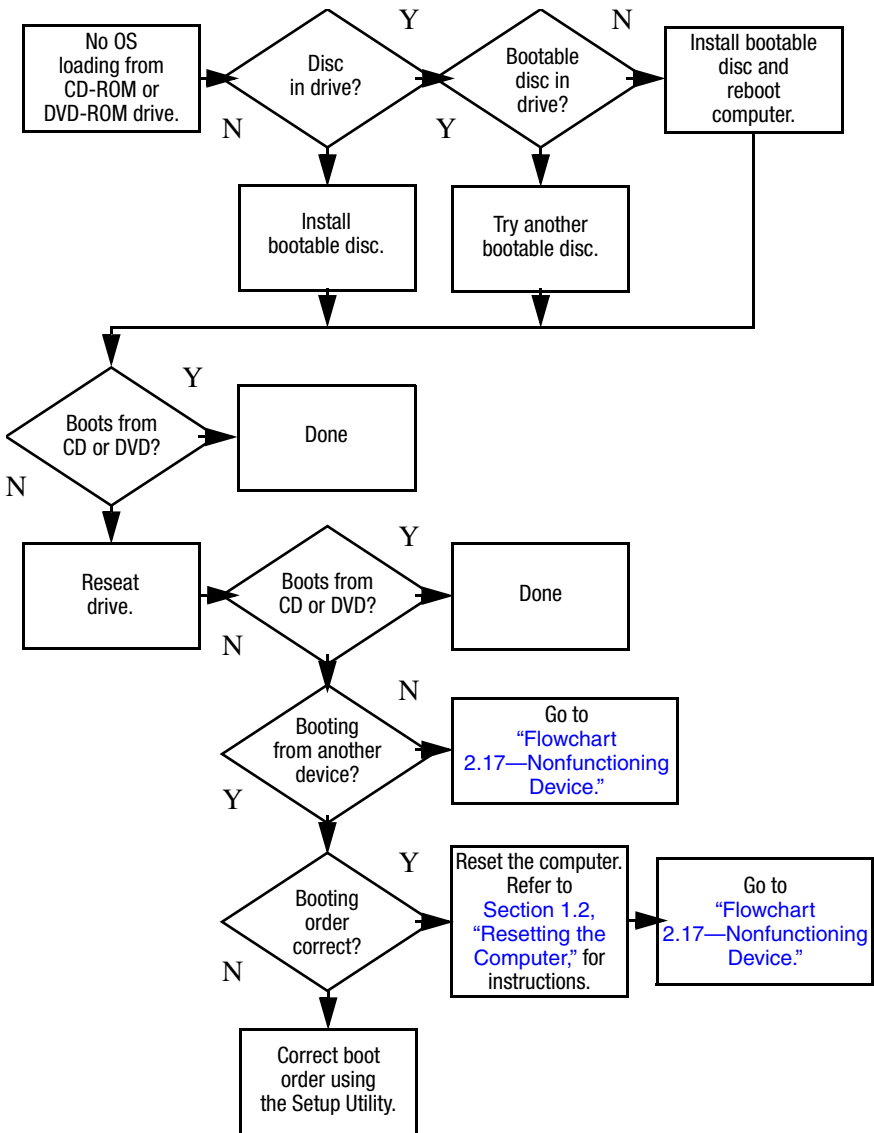 No OS
loading from
CD-ROM or
DVD-ROM drive.
Disc
in drive?
Y
N
Bootable
disc in
drive?
N
Y
Install bootable
disc and
reboot
computer.
Install
bootable disc.
Try another
bootable disc.
Boots from
CD or DVD?
Y
N
Done
Reseat
drive.
Boots from
CD or DVD?
Y
N
Done
Booting
from another
device?
N
Y
Go to
“Flowchart
2.17—Nonfunctioning
Device.”
Booting
order
correct?
Y
N
Reset the computer.
Refer to
Section 1.2,
“Resetting the
Computer,” for
instructions.
Go to
“Flowchart
2.17—Nonfunctioning
Device.”
Correct boot
order using
the Setup Utility.